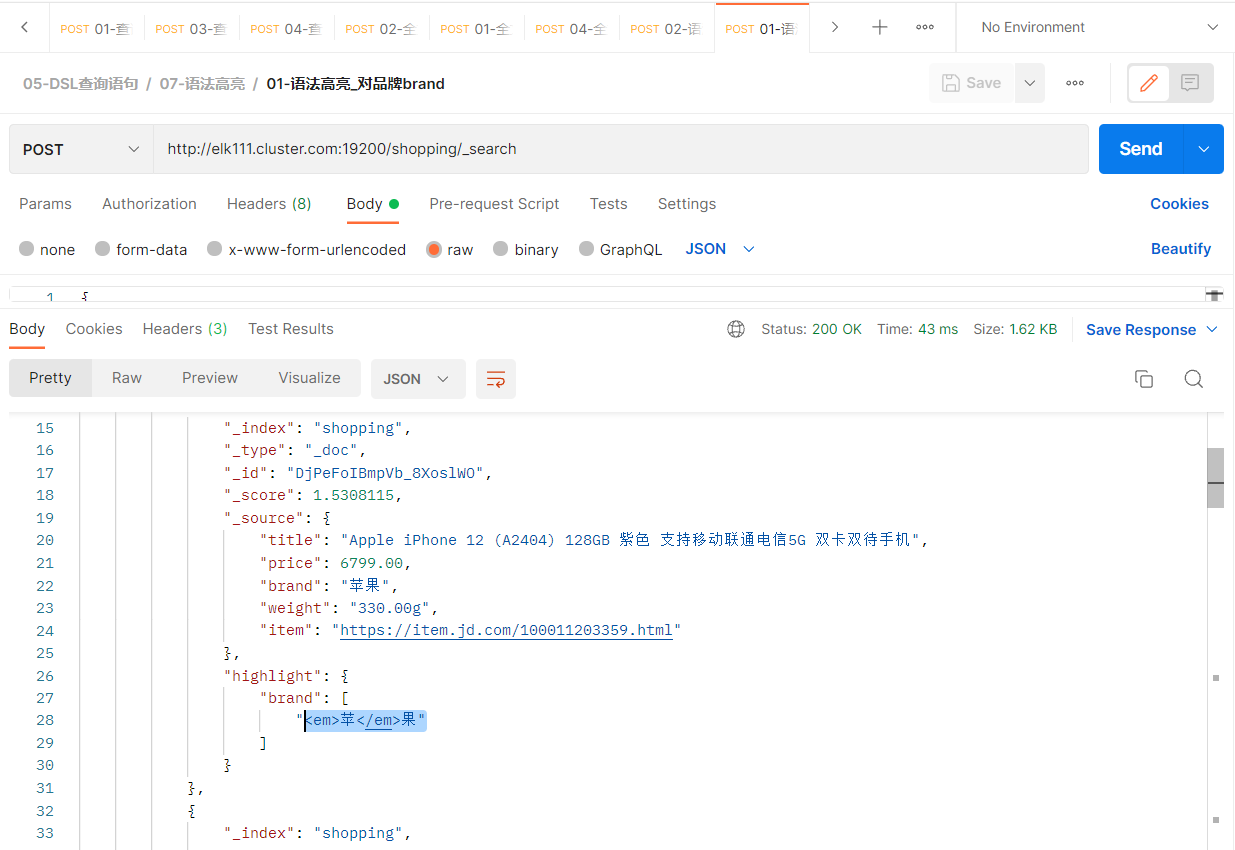 POST 01-查 POST 03-查 POST 04-查 POST 02-全 POST 01-全 POST 04-全 POST 02-语 POST 01-语 No Environment
05-DSL查询语句 / 07-语法高亮 / 01-语法高亮_对品牌brand Save
POST http://elk111.cluster.com:19200/shopping/_search Send
Params Authorization Headers (8) Body Pre-request Script Tests Settings Cookies
none form-data x-www-form-urlencoded raw binary GraphQL JSON Beautify
1 {
Body Cookies Headers (3) Test Results Status: 200 OK Time: 43 ms Size: 1.62 KB Save Response
Pretty Raw Preview Visualize JSON
15 "_index": "shopping",
16 "_type": "_doc",
17 "_id": "DjPeFoIBmpVb_8XoslWO",
18 "_score": 1.5308115,
19 "_source": {
20 "title": "Apple iPhone 12 (A2404) 128GB 紫色 支持移动联通电信5G 双卡双待手机",
21 "price": 6799.00,
22 "brand": "苹果",
23 "weight": "330.00g",
24 "item": "https://item.jd.com/100011203359.html"
25 },
26 "highlight": {
27 "brand": [
28 "<em>苹</em>果"
29 ]
30 }
31 },
32 {
33 "_index": "shopping",